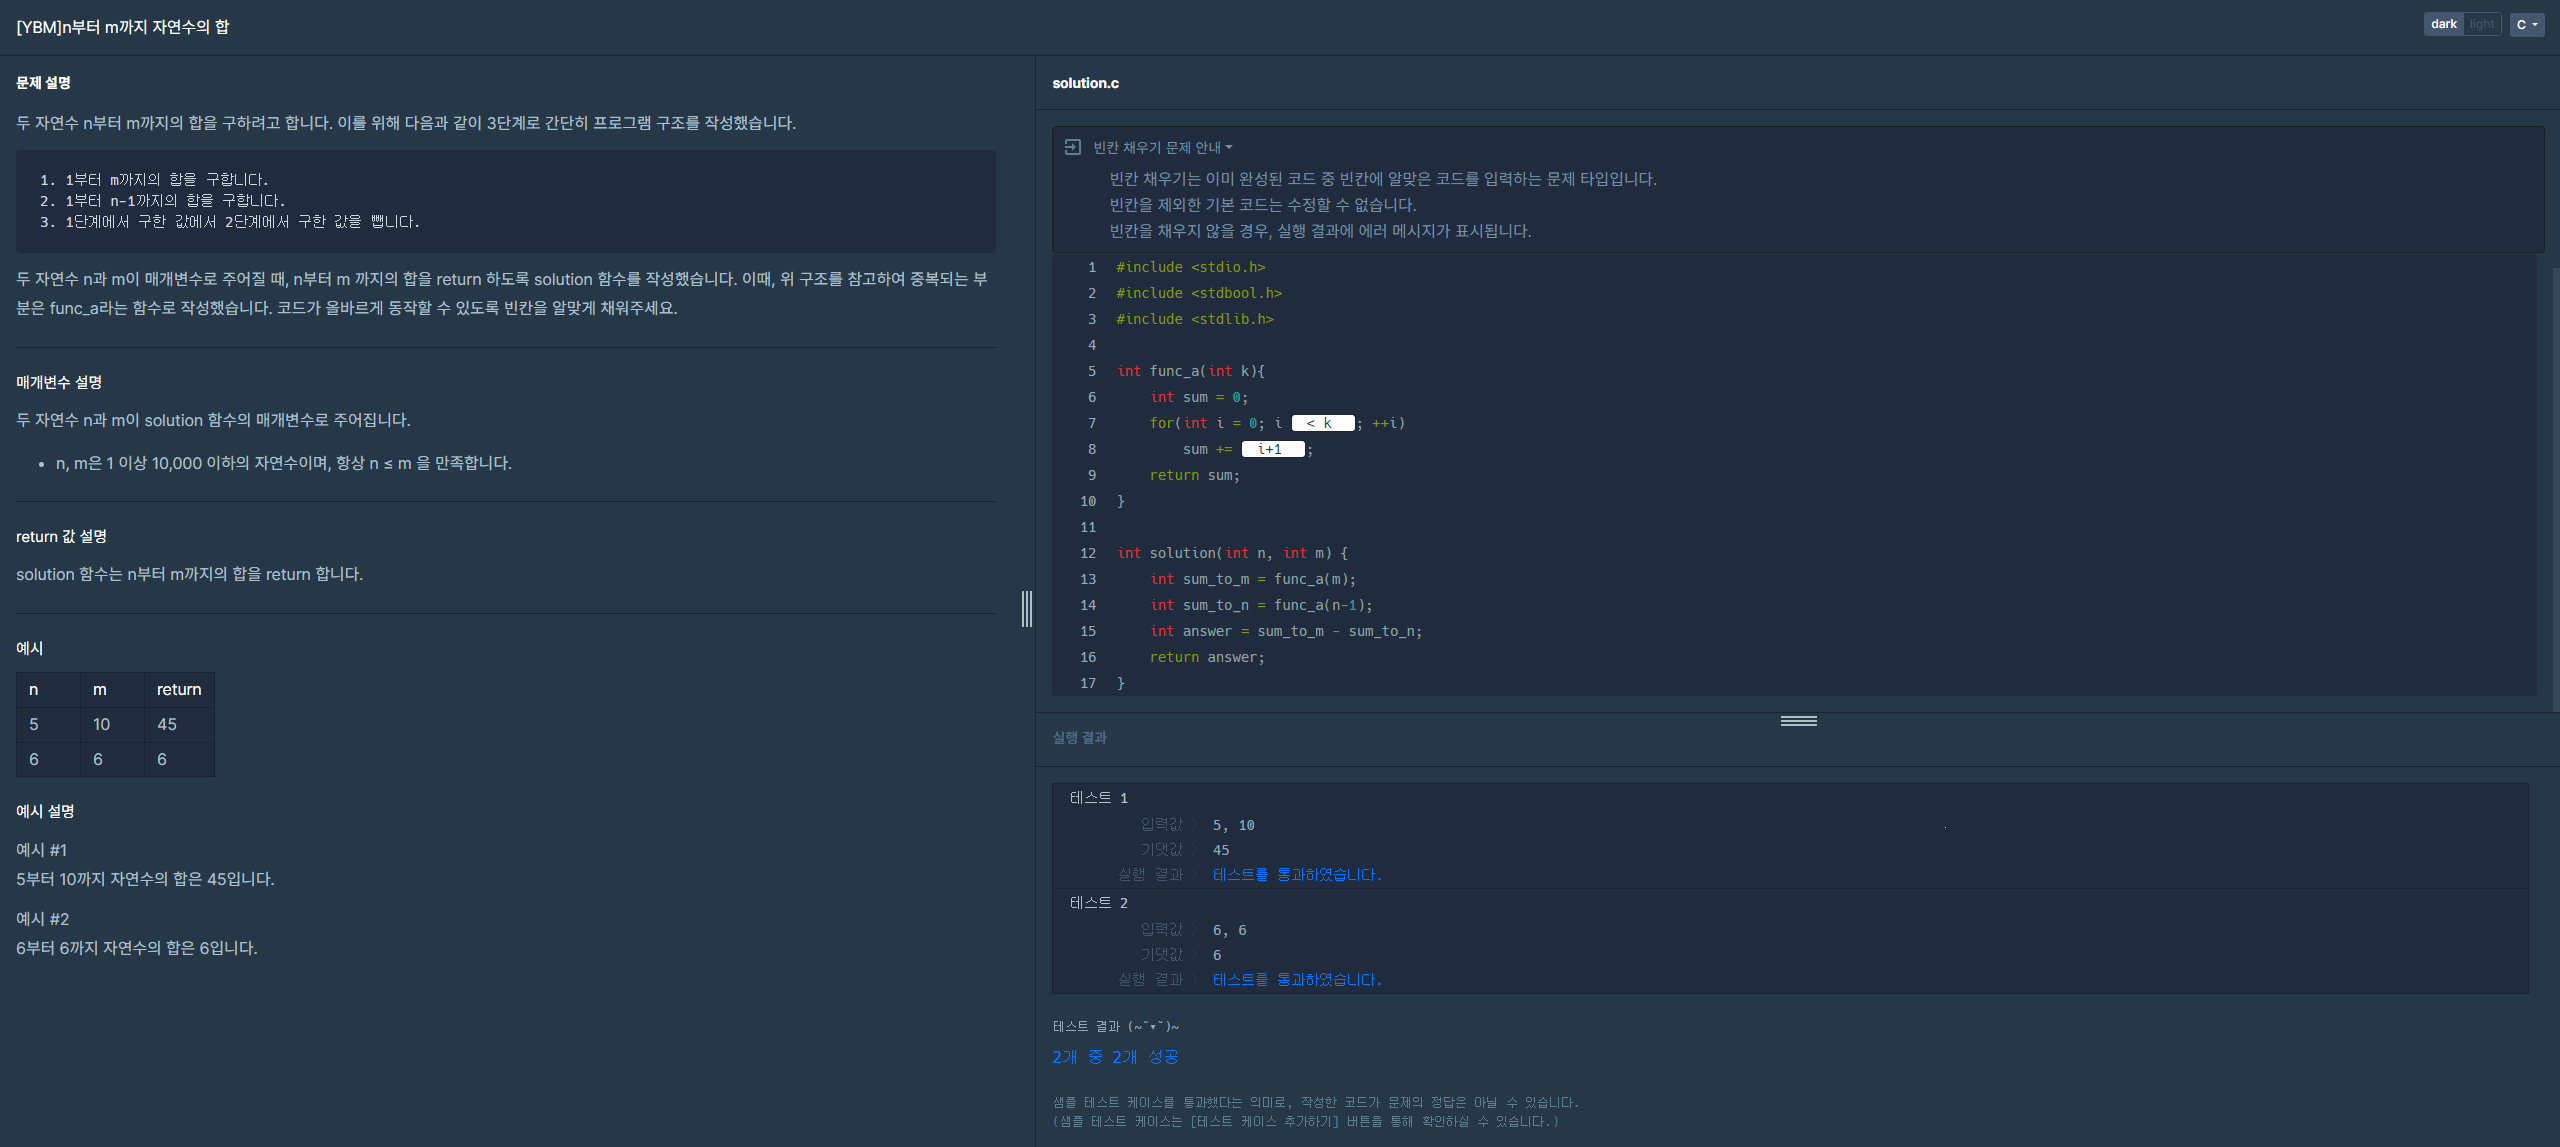 [YBM]n부터 m까지 자연수의 합
dark light C
문제 설명
두 자연수 n부터 m까지의 합을 구하려고 합니다. 이를 위해 다음과 같이 3단계로 간단히 프로그램 구조를 작성했습니다.
1. 1부터 m까지의 합을 구합니다.
2. 1부터 n-1까지의 합을 구합니다.
3. 1단계에서 구한 값에서 2단계에서 구한 값을 뺍니다.
두 자연수 n과 m이 매개변수로 주어질 때, n부터 m 까지의 합을 return 하도록 solution 함수를 작성했습니다. 이때, 위 구조를 참고하여 중복되는 부
분은 func_a라는 함수로 작성했습니다. 코드가 올바르게 동작할 수 있도록 빈칸을 알맞게 채워주세요.
매개변수 설명
두 자연수 n과 m이 solution 함수의 매개변수로 주어집니다.
• n, m은 1 이상 10,000 이하의 자연수이며, 항상 n ≤ m 을 만족합니다.
return 값 설명
solution 함수는 n부터 m까지의 합을 return 합니다.
예시
n m return
5 10 45
6 6 6
예시 설명
예시 #1
5부터 10까지 자연수의 합은 45입니다.
예시 #2
6부터 6까지 자연수의 합은 6입니다.
solution.c
빈칸 채우기 문제 안내
빈칸 채우기는 이미 완성된 코드 중 빈칸에 알맞은 코드를 입력하는 문제 타입입니다.
빈칸을 제외한 기본 코드는 수정할 수 없습니다.
빈칸을 채우지 않을 경우, 실행 결과에 에러 메시지가 표시됩니다.
1 #include <stdio.h>
2 #include <stdbool.h>
3 #include <stdlib.h>
4
5 int func_a(int k){
6 int sum = 0;
7 for(int i = 0; i < k ; ++i)
8 sum += i+1 ;
9 return sum;
10 }
11
12 int solution(int n, int m) {
13 int sum_to_m = func_a(m);
14 int sum_to_n = func_a(n-1);
15 int answer = sum_to_m - sum_to_n;
16 return answer;
17 }
실행 결과
테스트 1
입력값 〉 5, 10
기댓값 〉 45
실행 결과 〉 테스트를 통과하였습니다.
테스트 2
입력값 〉 6, 6
기댓값 〉 6
실행 결과 〉 테스트를 통과하였습니다.
테스트 결과 (~˘▾˘)~
2개 중 2개 성공
샘플 테스트 케이스를 통과했다는 의미로, 작성한 코드가 문제의 정답은 아닐 수 있습니다.
(샘플 테스트 케이스는 [테스트 케이스 추가하기] 버튼을 통해 확인하실 수 있습니다.)